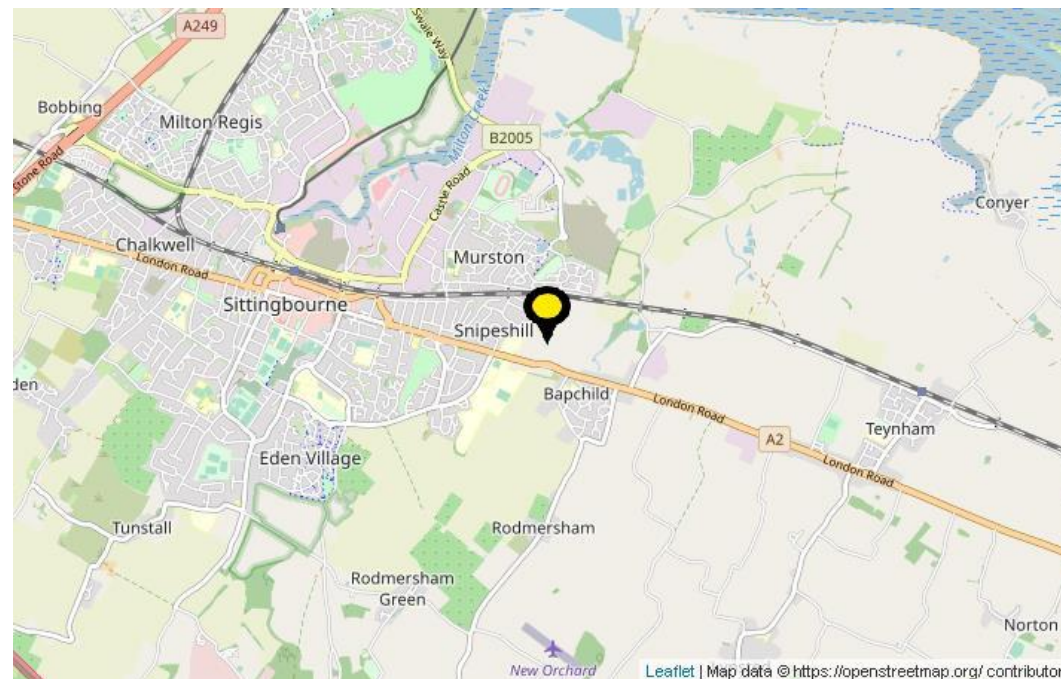 A249
Swale Way
Bobbing
Milton Regis
Milton Creek
B2005
Stone Road
Castle Road
Conyer
Chalkwell
Murston
London Road
Sittingbourne
Snipeshill
den
Bapchild
London Road
Teynham
A2
Eden Village
London Road
Tunstall
Rodmersham
Rodmersham
Green
Norton
New Orchard
Leaflet | Map data © https://openstreetmap.org/ contributor